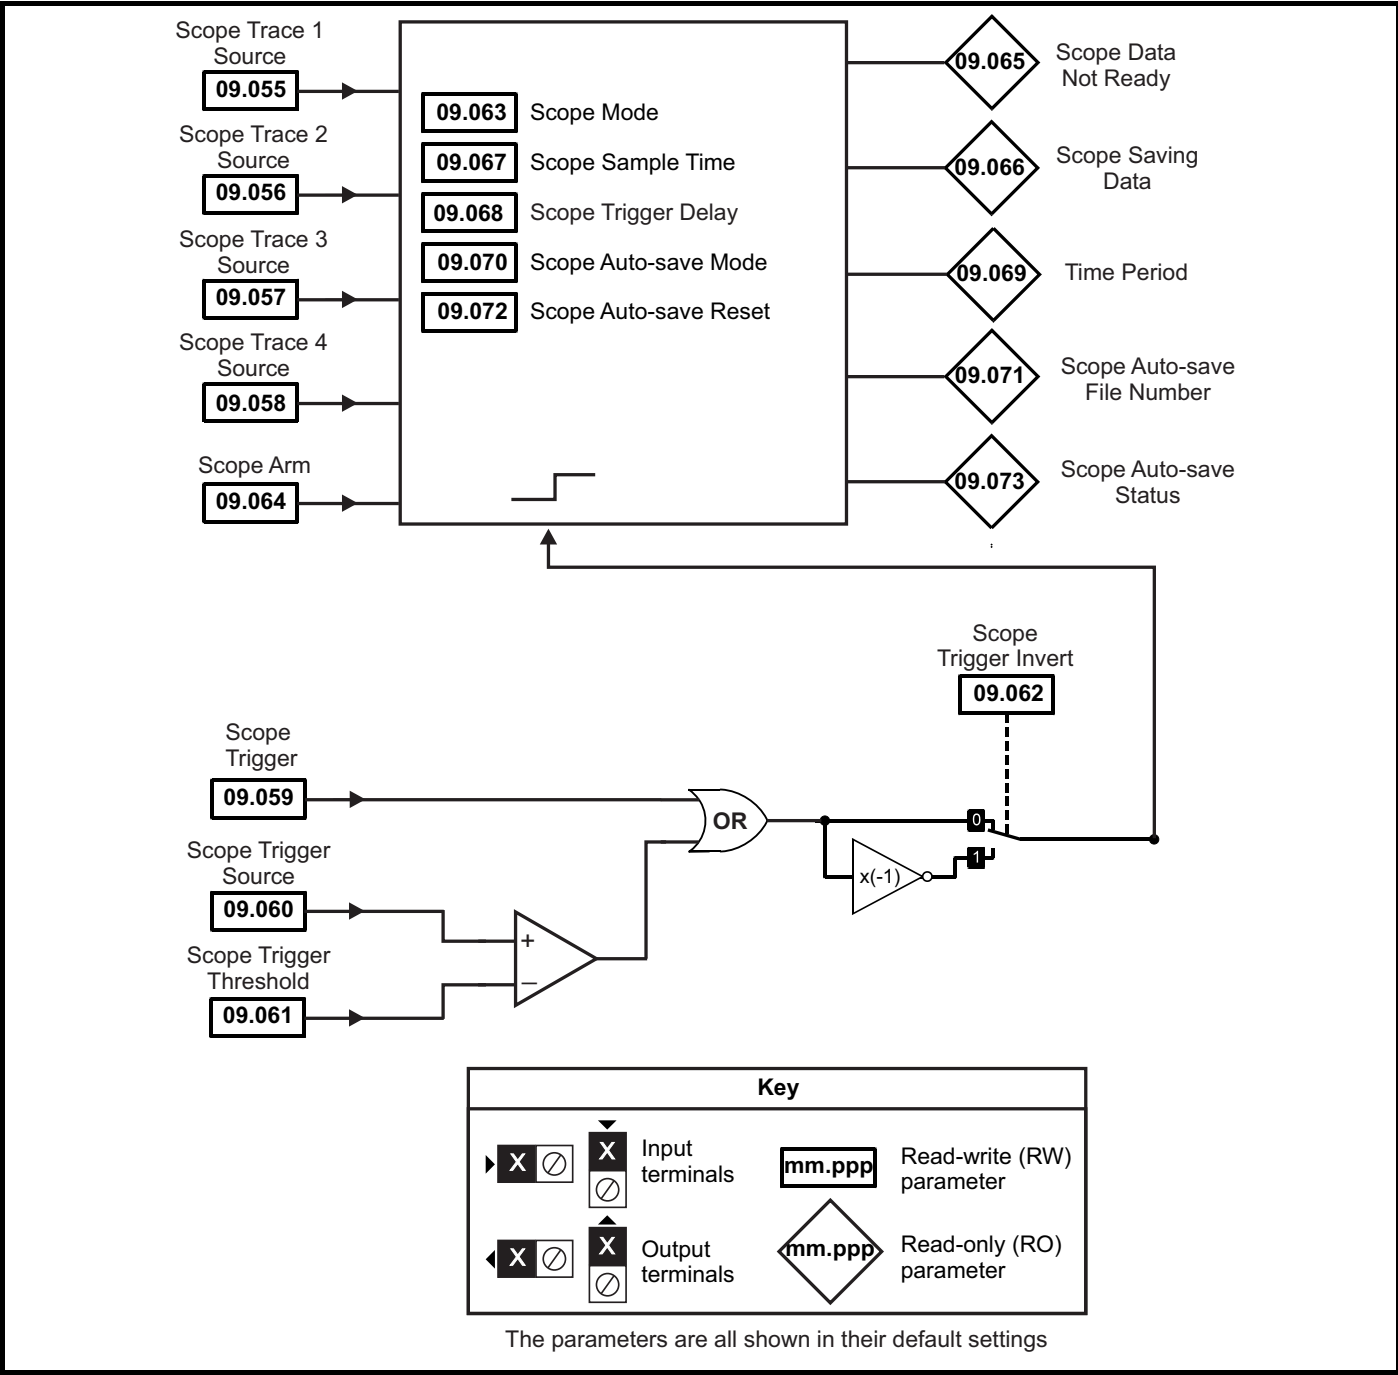 Scope Trace 1
Source
09.055
Scope Trace 2
Source
09.056
Scope Trace 3
Source
09.057
Scope Trace 4
Source
09.058
Scope Arm
09.064
09.063 Scope Mode
09.067 Scope Sample Time
09.068 Scope Trigger Delay
09.070 Scope Auto-save Mode
09.072 Scope Auto-save Reset
09.065
Scope Data
Not Ready
09.066
Scope Saving
Data
09.069
Time Period
09.071
Scope Auto-save
File Number
09.073
Scope Auto-save
Status
Scope
Trigger Invert
09.062
Scope
Trigger
09.059
Scope Trigger
Source
09.060
Scope Trigger
Threshold
09.061
+
–
OR
x(-1)
0
1
Key
X
X
Input
terminals
mm.ppp
Read-write (RW)
parameter
X
X
Output
terminals
mm.ppp
Read-only (RO)
parameter
The parameters are all shown in their default settings